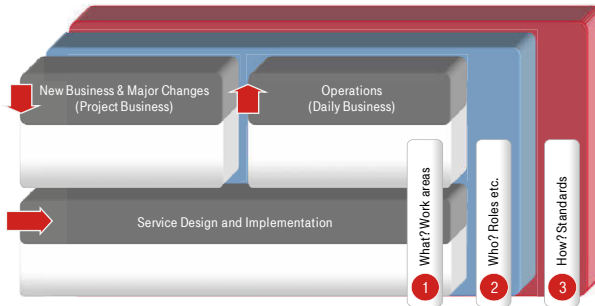 New Business & Major Changes
(Project Business)
Operations
(Daily Business)
Service Design and Implementation
What? Work areas
1
Who? Roles etc.
2
How? Standards
3